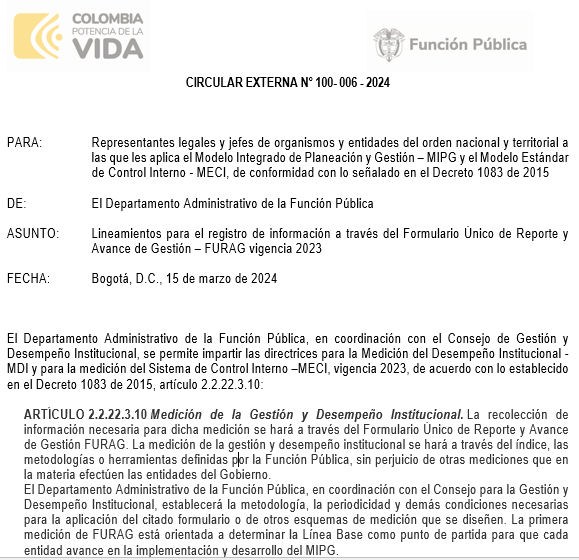 COLOMBIA
POTENCIA DE LA
VIDA
Función Pública
CIRCULAR EXTERNA N° 100- 006 - 2024
PARA: Representantes legales y jefes de organismos y entidades del orden nacional y territorial a
las que les aplica el Modelo Integrado de Planeación y Gestión – MIPG y el Modelo Estándar
de Control Interno - MECI, de conformidad con lo señalado en el Decreto 1083 de 2015
DE: El Departamento Administrativo de la Función Pública
ASUNTO: Lineamientos para el registro de información a través del Formulario Único de Reporte y
Avance de Gestión – FURAG vigencia 2023
FECHA: Bogotá, D.C., 15 de marzo de 2024
El Departamento Administrativo de la Función Pública, en coordinación con el Consejo de Gestión y
Desempeño Institucional, se permite impartir las directrices para la Medición del Desempeño Institucional -
MDI y para la medición del Sistema de Control Interno –MECI, vigencia 2023, de acuerdo con lo establecido
en el Decreto 1083 de 2015, artículo 2.2.22.3.10:
ARTÍCULO 2.2.22.3.10 Medición de la Gestión y Desempeño Institucional. La recolección de
información necesaria para dicha medición se hará a través del Formulario Único de Reporte y Avance
de Gestión FURAG. La medición de la gestión y desempeño institucional se hará a través del índice, las
metodologías o herramientas definidas por la Función Pública, sin perjuicio de otras mediciones que en
la materia efectúen las entidades del Gobierno.
El Departamento Administrativo de la Función Pública, en coordinación con el Consejo para la Gestión y
Desempeño Institucional, establecerá la metodología, la periodicidad y demás condiciones necesarias
para la aplicación del citado formulario o de otros esquemas de medición que se diseñen. La primera
medición de FURAG está orientada a determinar la Línea Base como punto de partida para que cada
entidad avance en la implementación y desarrollo del MIPG.